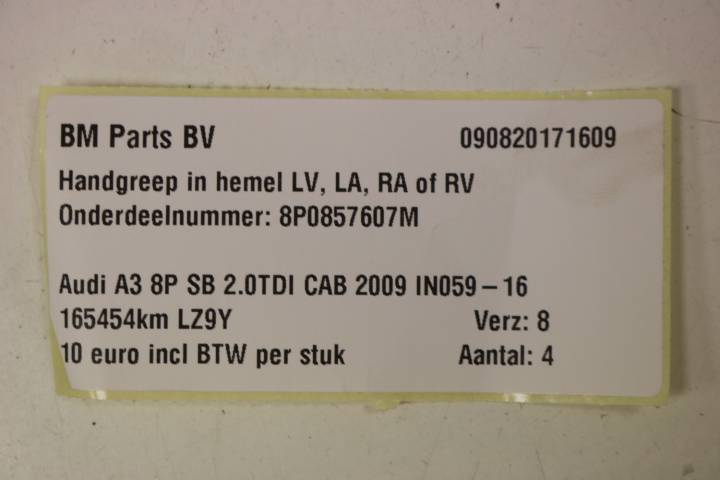 BM Parts BV 090820171609
Handgreep in hemel LV, LA, RA of RV
Onderdeelnummer: 8P0857607M
Audi A3 8P SB 2.0TDI CAB 2009 IN059-16
165454km LZ9Y Verz: 8
10 euro incl BTW per stuk Aantal: 4